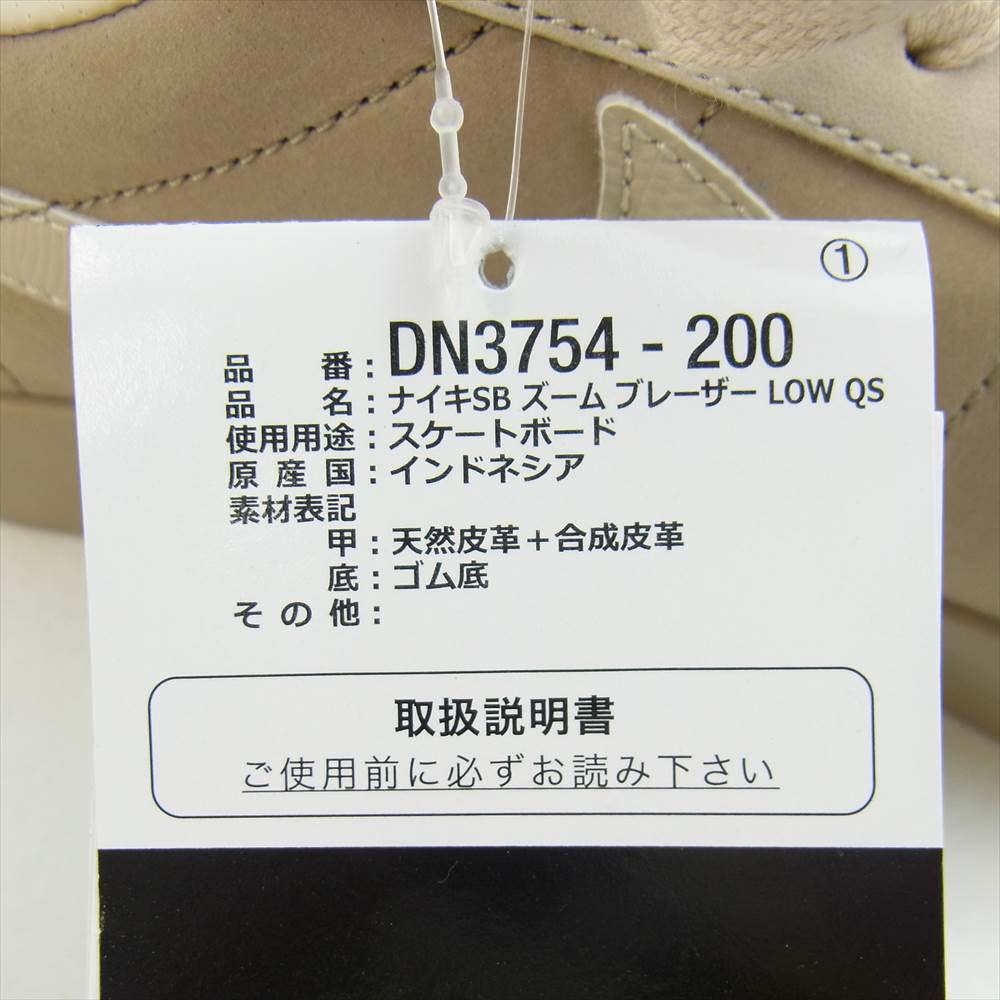 ①
品番:DN3754 - 200
品名:ナイキSB ズーム ブレーザー LOW QS
使用用途:スケートボード
原産国:インドネシア
素材表記
甲:天然皮革＋合成皮革
底:ゴム底
その他:
取扱説明書
ご使用前に必ずお読み下さい